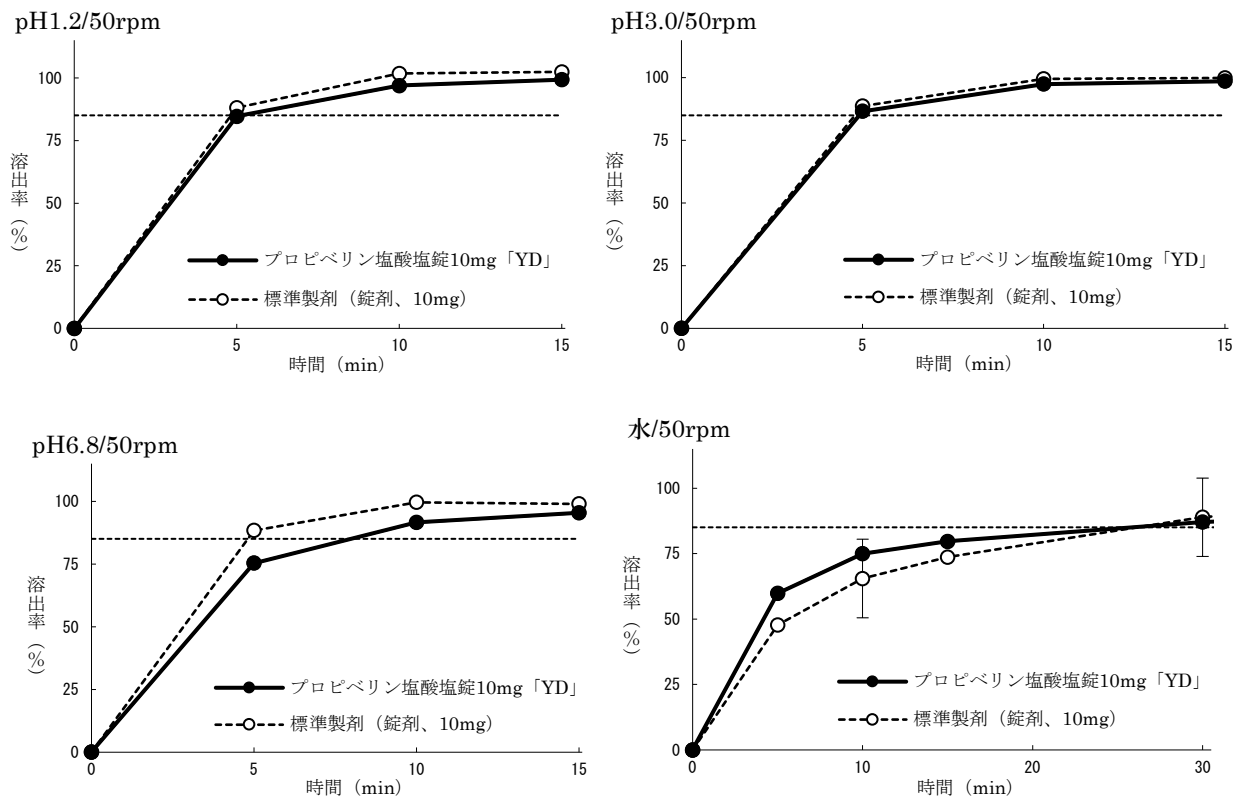 pH1.2/50rpm
100
75
50
25
0
溶出率(%)
プロピベリン塩酸塩錠10mg「YD」
標準製剤(錠剤、10mg)
0 5 10 15
時間(min)
pH3.0/50rpm
100
75
50
25
0
溶出率(%)
プロピベリン塩酸塩錠10mg「YD」
標準製剤(錠剤、10mg)
0 5 10 15
時間(min)
pH6.8/50rpm
100
75
50
25
0
溶出率(%)
プロピベリン塩酸塩錠10mg「YD」
標準製剤(錠剤、10mg)
0 5 10 15
時間(min)
水/50rpm
100
75
50
25
0
溶出率(%)
プロピベリン塩酸塩錠10mg「YD」
標準製剤(錠剤、10mg)
0 10 20 30
時間(min)